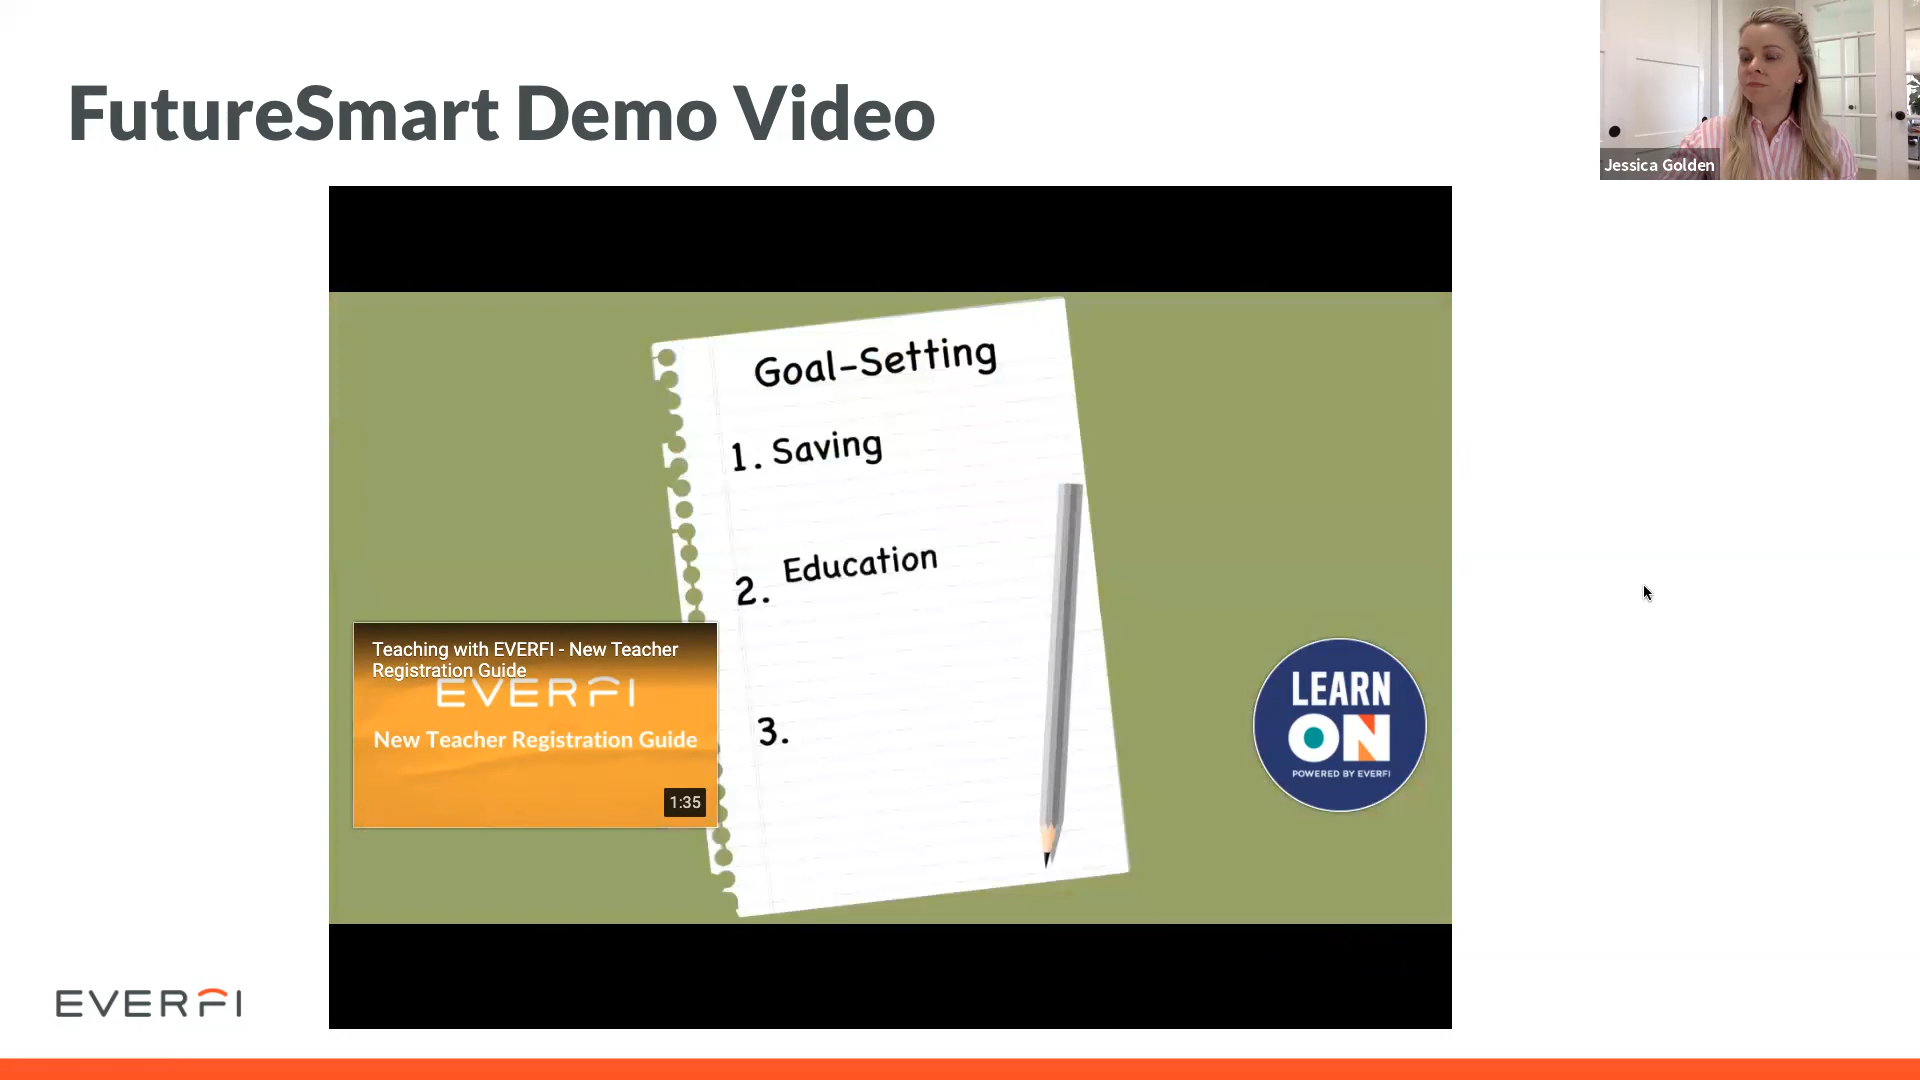 FutureSmart Demo Video
Jessica Golden
Goal-Setting
1. Saving
2. Education
3.
Teaching with EVERFI - New Teacher
Registration Guide
EVERFI
New Teacher Registration Guide
1:35
LEARN
ON
POWERED BY EVERFI
EVERFI